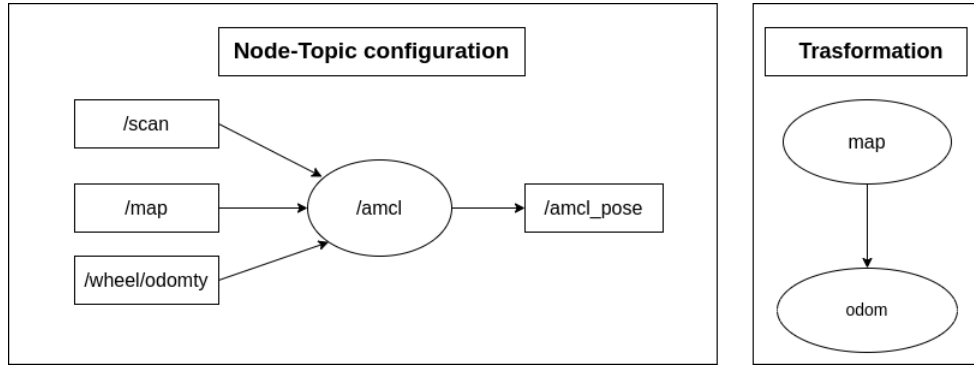 Node-Topic configuration
/scan
/map
/wheel/odomty
/amcl
/amcl_pose
Trasformation
map
odom